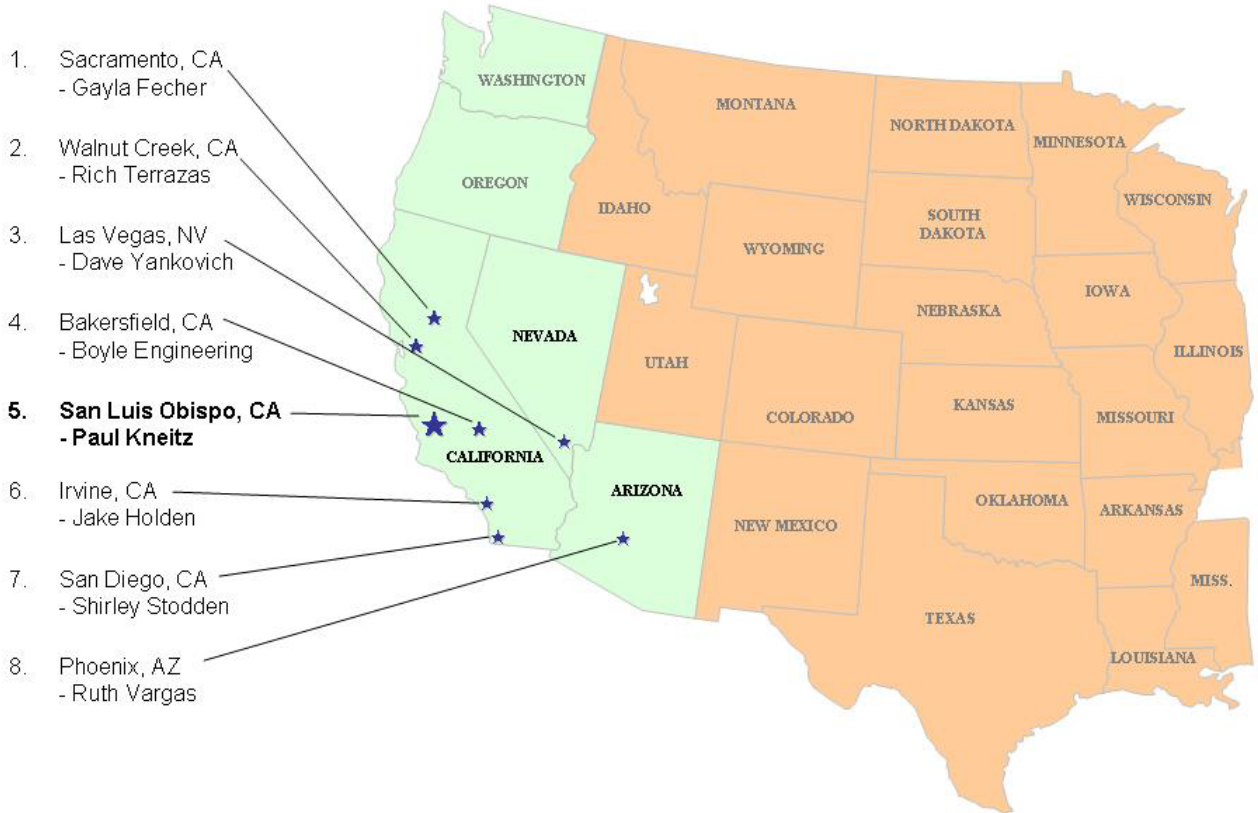 1. Sacramento, CA
- Gayla Fecher
2. Walnut Creek, CA
- Rich Terrazas
3. Las Vegas, NV
- Dave Yankovich
4. Bakersfield, CA
- Boyle Engineering
5. San Luis Obispo, CA
- Paul Kneitz
6. Irvine, CA
- Jake Holden
7. San Diego, CA
- Shirley Stodden
8. Phoenix, AZ
- Ruth Vargas
WASHINGTON
MONTANA
NORTH DAKOTA
MINNESOTA
OREGON
IDAHO
WISCONSIN
SOUTH
DAKOTA
WYOMING
IOWA
NEBRASKA
NEVADA
ILLINOIS
UTAH
KANSAS
COLORADO
MISSOURI
CALIFORNIA
ARIZONA
OKLAHOMA
ARKANSAS
NEW MEXICO
MISS.
TEXAS
LOUISIANA